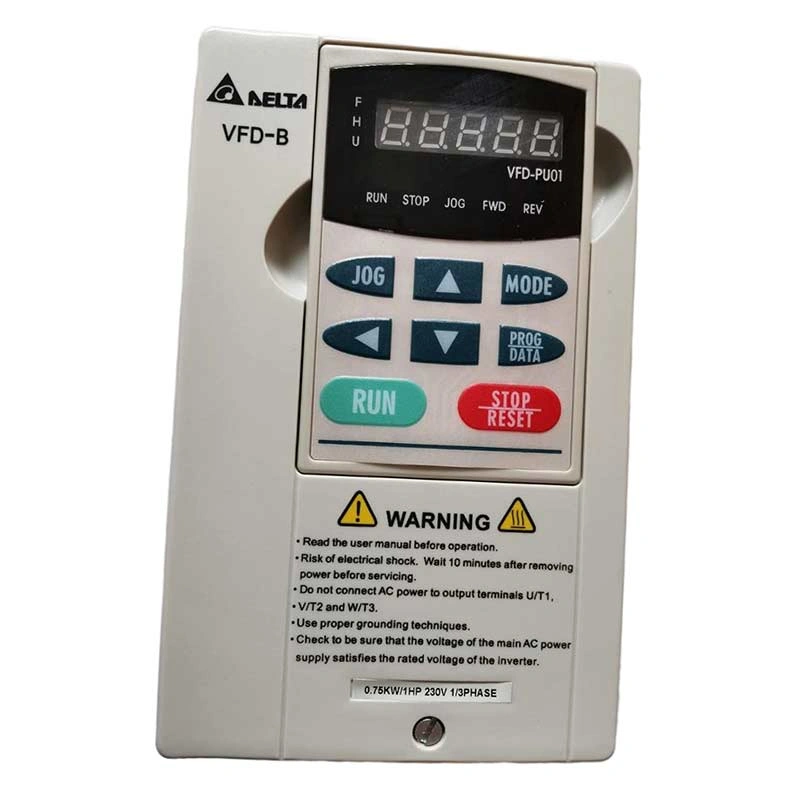 DELTA
VFD-B
F
H
U
88888
VFD-PU01
RUN STOP JOG FWD REV
JOG
MODE
PROG
DATA
RUN
STOP
RESET
WARNING
• Read the user manual before operation.
• Risk of electrical shock. Wait 10 minutes after removing
power before servicing.
• Do not connect AC power to output terminals U/T1,
• V/T2 and W/T3.
• Use proper grounding techniques.
• Check to be sure that the voltage of the main AC power
supply satisfies the rated voltage of the inverter.
0.75KW/1HP 230V 1/3PHASE